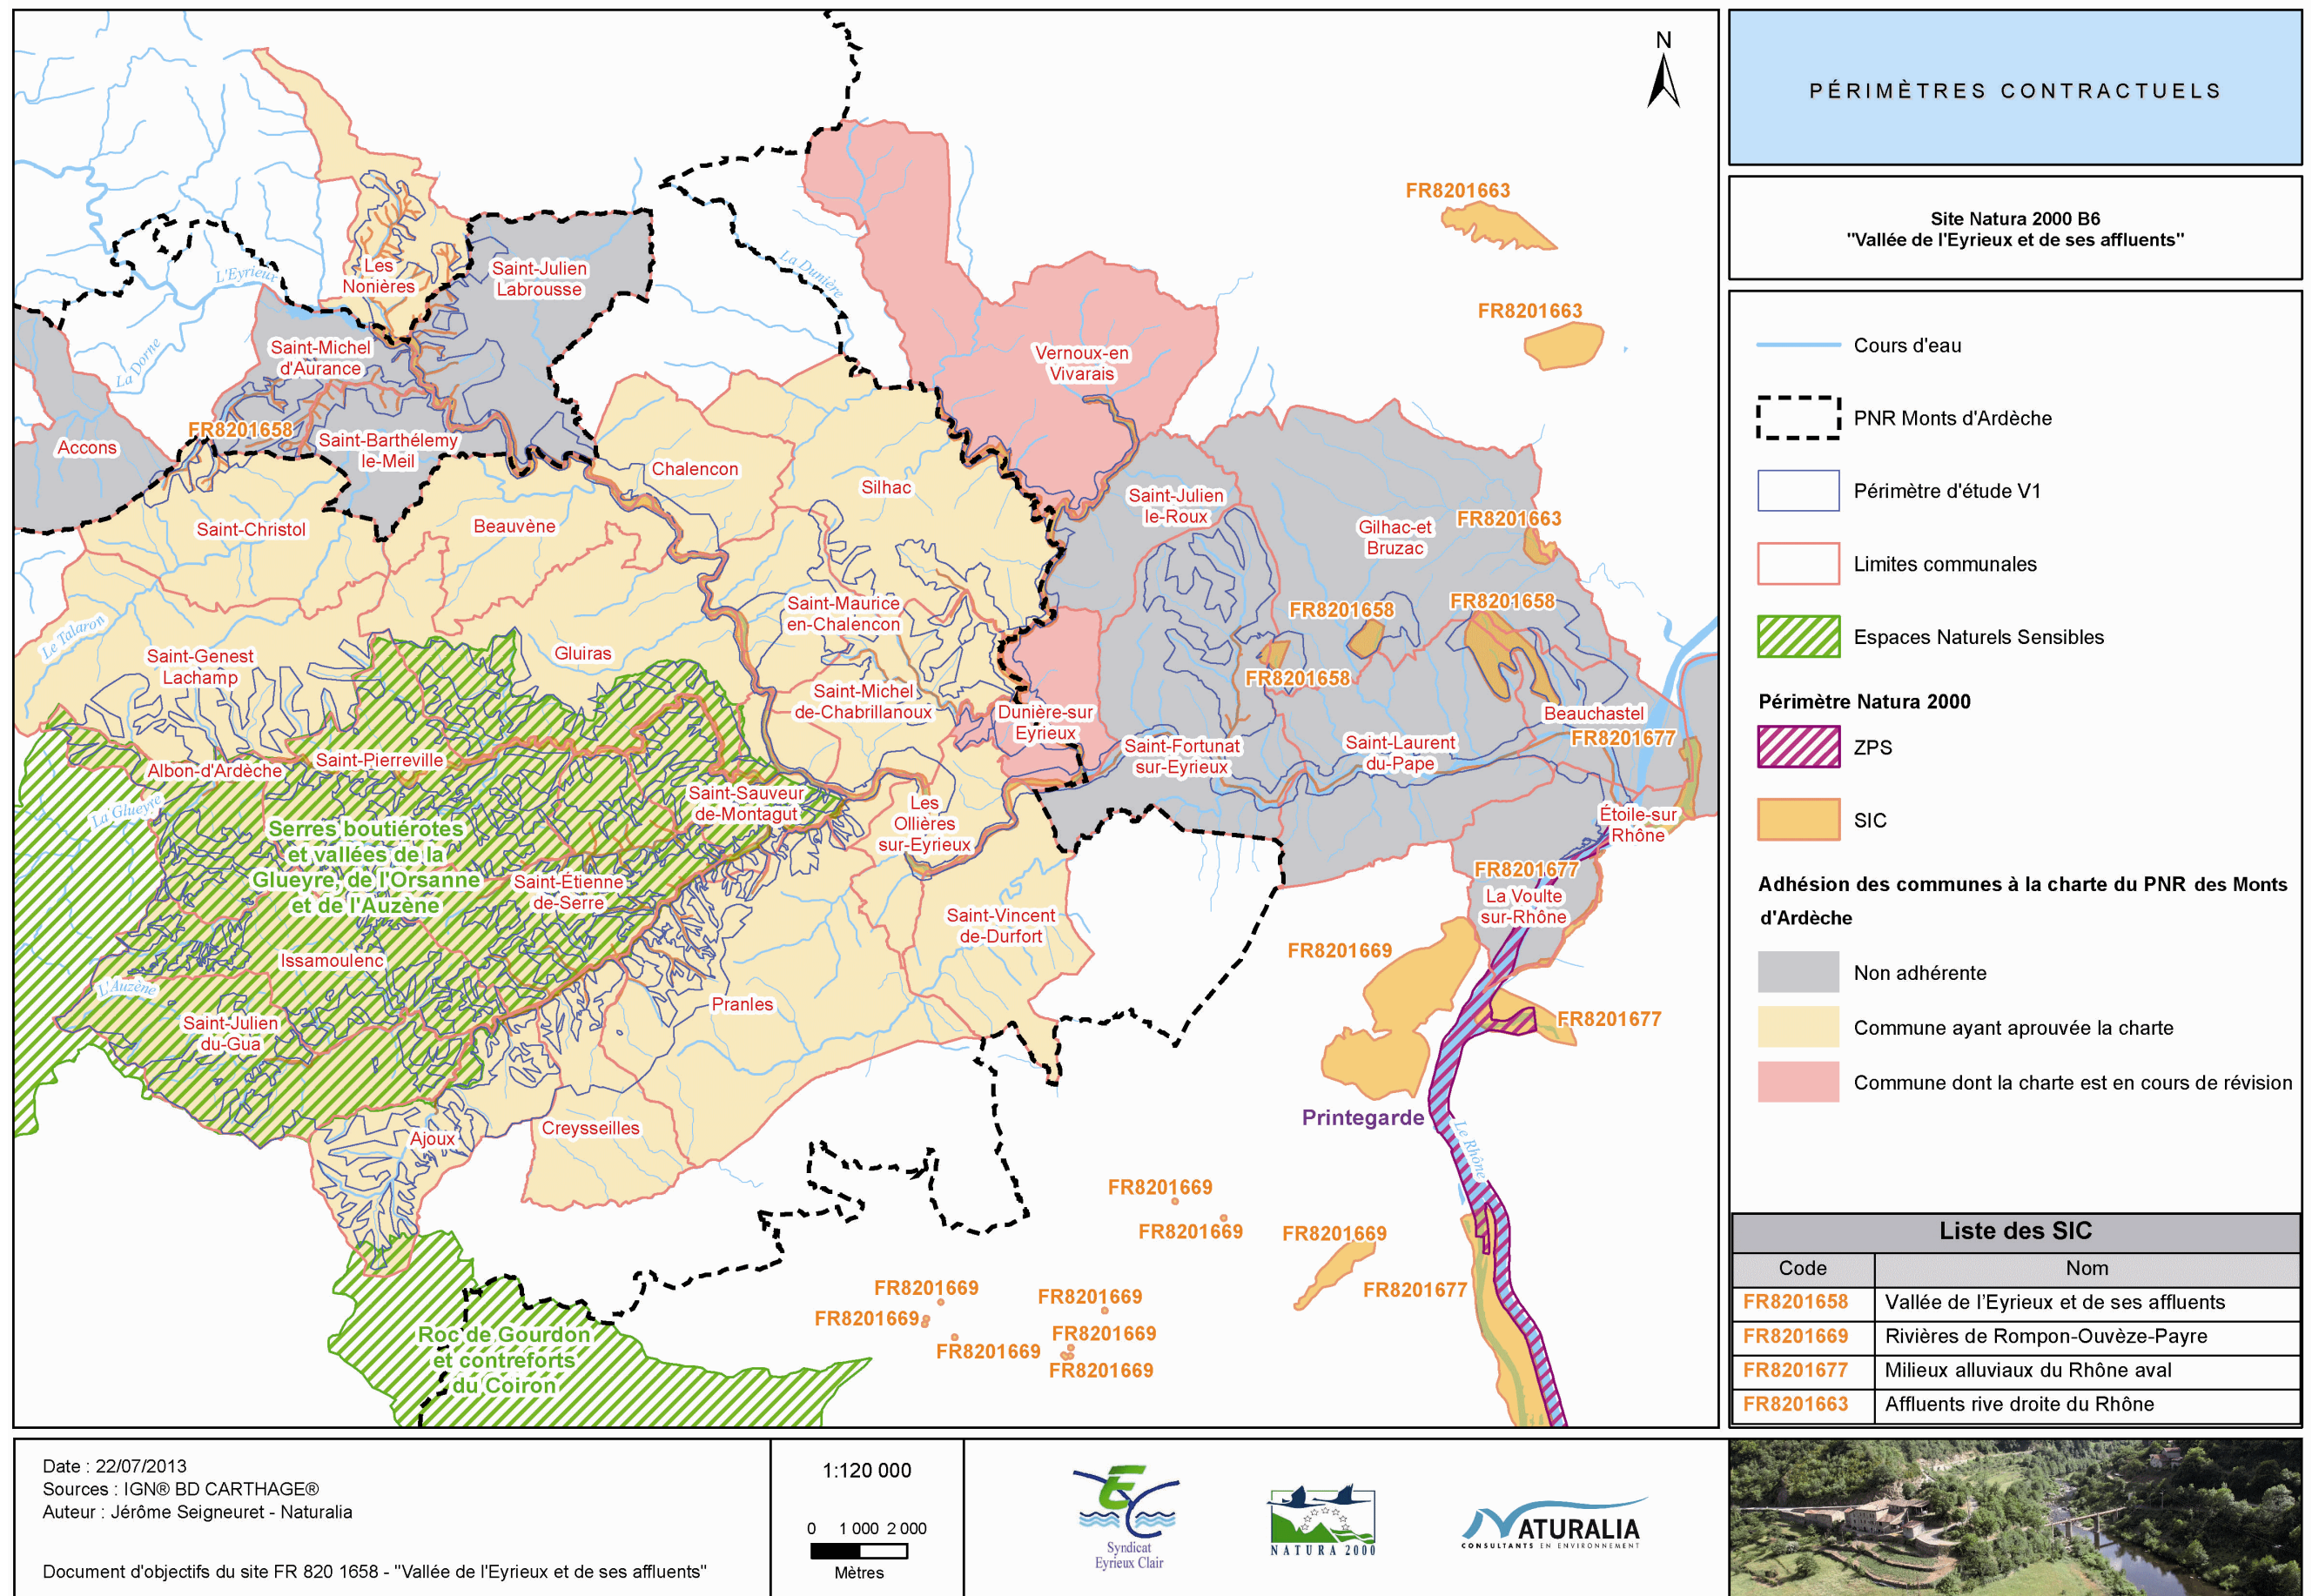 N
PÉRIMÈTRES CONTRACTUELS
Site Natura 2000 B6
"Vallée de l'Eyrieux et de ses affluents"
Cours d'eau
PNR Monts d'Ardèche
Périmètre d'étude V1
Limites communales
Espaces Naturels Sensibles
Périmètre Natura 2000
ZPS
SIC
Adhésion des communes à la charte du PNR des Monts
d'Ardèche
Non adhérente
Commune ayant aprouvée la charte
Commune dont la charte est en cours de révision
Liste des SIC
Code
Nom
FR8201658
Vallée de l'Eyrieux et de ses affluents
FR8201669
Rivières de Rompon-Ouvèze-Payre
FR8201677
Milieux alluviaux du Rhône aval
FR8201663
Affluents rive droite du Rhône
FR8201663
FR8201663
L'Eyrieux
La Dunière
La Dorne
Les
Nonières
Saint-Julien
Labrousse
Saint-Michel
d'Aurance
Vernoux-en
Vivarais
FR8201658
Accons
Saint-Barthélemy
le-Meil
Chalencon
Silhac
Saint-Julien
le-Roux
Saint-Christol
Beauvène
Gilhac-et
Bruzac
FR8201663
Saint-Maurice
en-Chalencon
FR8201658
FR8201658
FR8201658
Le Talaron
Saint-Genest
Lachamp
Gluiras
Saint-Michel
de-Chabrillanoux
Dunière-sur
Eyrieux
Beauchastel
FR8201677
Saint-Fortunat
sur-Eyrieux
Saint-Laurent
du-Pape
Albon-d'Ardèche
Saint-Pierreville
Saint-Sauveur
de-Montagut
La Glueyre
Les
Ollières
sur-Eyrieux
Étoile-sur
Rhône
Serres boutiérotes
et vallées de la
Glueyre, de l'Orsanne
et de l'Auzène
Saint-Étienne
de-Serre
FR8201677
La Voulte
sur-Rhône
Saint-Vincent
de-Durfort
FR8201669
Issamoulenc
L'Auzène
Pranles
FR8201677
Saint-Julien
du-Gua
Printegarde
Le Rhône
Ajoux
Creysseilles
FR8201669
FR8201669
FR8201669
FR8201677
FR8201669
FR8201669
FR8201669
FR8201669
FR8201669
FR8201669
Roc de Gourdon
et contreforts
du Coiron
Date : 22/07/2013
Sources : IGN® BD CARTHAGE®
Auteur : Jérôme Seigneuret - Naturalia
Document d'objectifs du site FR 820 1658 - "Vallée de l'Eyrieux et de ses affluents"
1:120 000
0 1 000 2 000
Mètres
Syndicat
Eyrieux Clair
NATURA 2000
NATURALIA
CONSULTANTS EN ENVIRONNEMENT